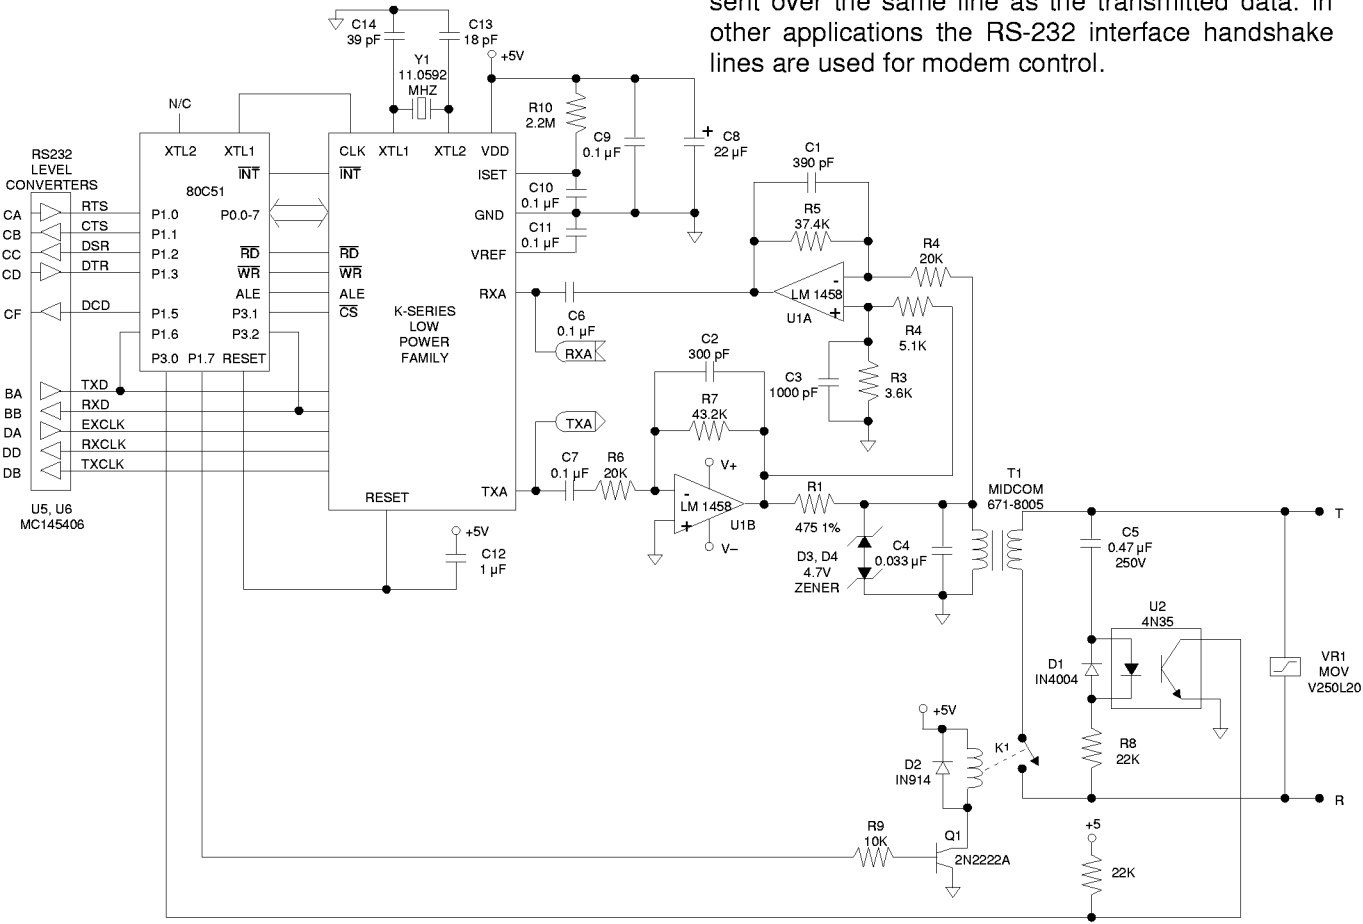 sent over the same line as the transmitted data. In
other applications the RS-232 interface handshake
lines are used for modem control.
C14
39 pF
C13
18 pF
Y1
11.0592
MHZ
+5V
N/C
R10
2.2M
C9
0.1 µF
+
C8
22 µF
RS232
LEVEL
CONVERTERS
XTL2
XTL1
INT
80C51
P1.0
P0.0-7
P1.1
P1.2
RD
P1.3
WR
ALE
P1.5
P3.1
P1.6
P3.2
P3.0
P1.7
RESET
CLK
XTL1
XTL2
VDD
INT
ISET
GND
VREF
RD
WR
ALE
CS
RXA
K-SERIES
LOW
POWER
FAMILY
TXA
RESET
CA
RTS
CB
CTS
CC
DSR
CD
DTR
CF
DCD
BA
TXD
BB
RXD
DA
EXCLK
DD
RXCLK
DB
TXCLK
U5, U6
MC145406
C10
0.1 µF
C11
0.1 µF
C1
390 pF
R5
37.4K
R4
20K
-
LM 1458
+
U1A
R4
5.1K
C6
0.1 µF
RXA
C2
300 pF
C3
1000 pF
R3
3.6K
R7
43.2K
TXA
C7
0.1 µF
R6
20K
V+
-
LM 1458
+
U1B
V–
R1
475 1%
T1
MIDCOM
671-8005
T
D3, D4
4.7V
ZENER
C4
0.033 µF
C5
0.47 µF
250V
+5V
C12
1 µF
U2
4N35
D1
IN4004
VR1
MOV
V250L20
+5V
K1
R8
22K
D2
IN914
R
R9
10K
Q1
2N2222A
+5
22K